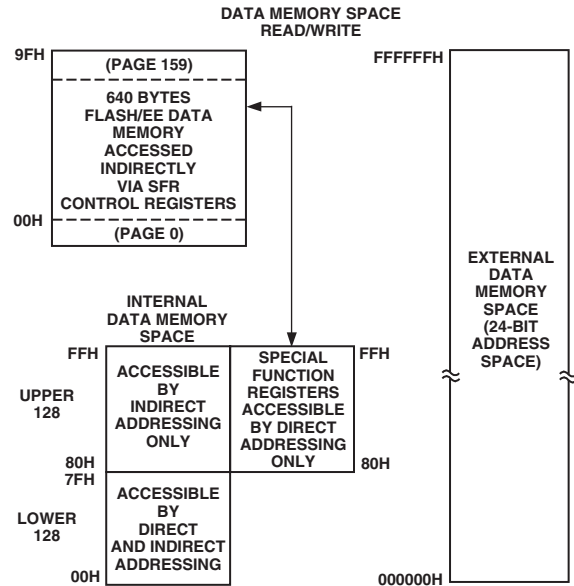 DATA MEMORY SPACE
READ/WRITE
9FH
(PAGE 159)
640 BYTES
FLASH/EE DATA
MEMORY
ACCESSED
INDIRECTLY
VIA SFR
CONTROL REGISTERS
00H
(PAGE 0)
INTERNAL
DATA MEMORY
SPACE
FFH
ACCESSIBLE
BY
INDIRECT
ADDRESSING
ONLY
UPPER
128
80H
SPECIAL
FUNCTION
REGISTERS
ACCESSIBLE
BY DIRECT
ADDRESSING
ONLY
FFH
80H
7FH
ACCESSIBLE
BY
DIRECT
AND INDIRECT
ADDRESSING
LOWER
128
00H
FFFFFFH
EXTERNAL
DATA
MEMORY
SPACE
(24-BIT
ADDRESS
SPACE)
000000H